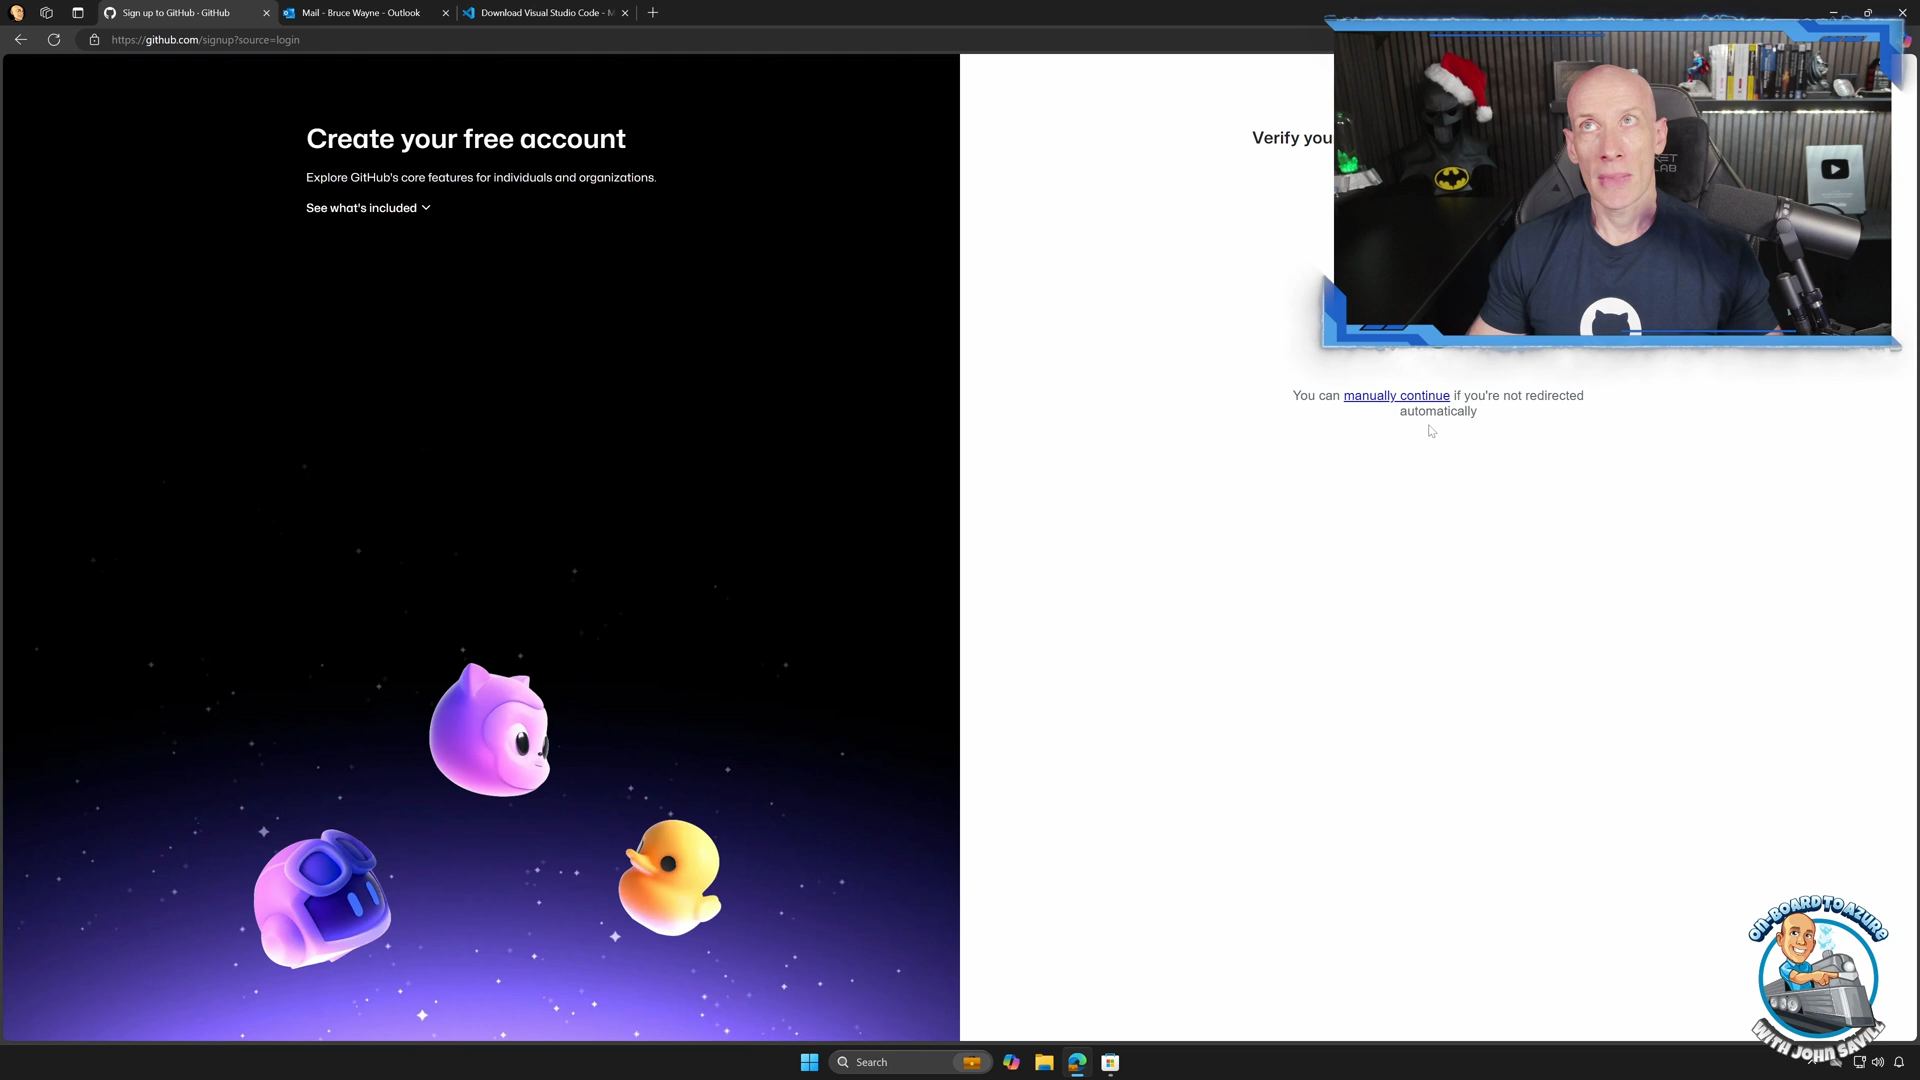 Sign up to GitHub · GitHub
Mail - Bruce Wayne - Outlook
Download Visual Studio Code - M
https://github.com/signup?source=login
Create your free account
Explore GitHub's core features for individuals and organizations.
See what's included
Verify you
You can manually continue if you're not redirected
automatically
ON-BOARD TO AZURE
WITH JOHN SAVILL
Search